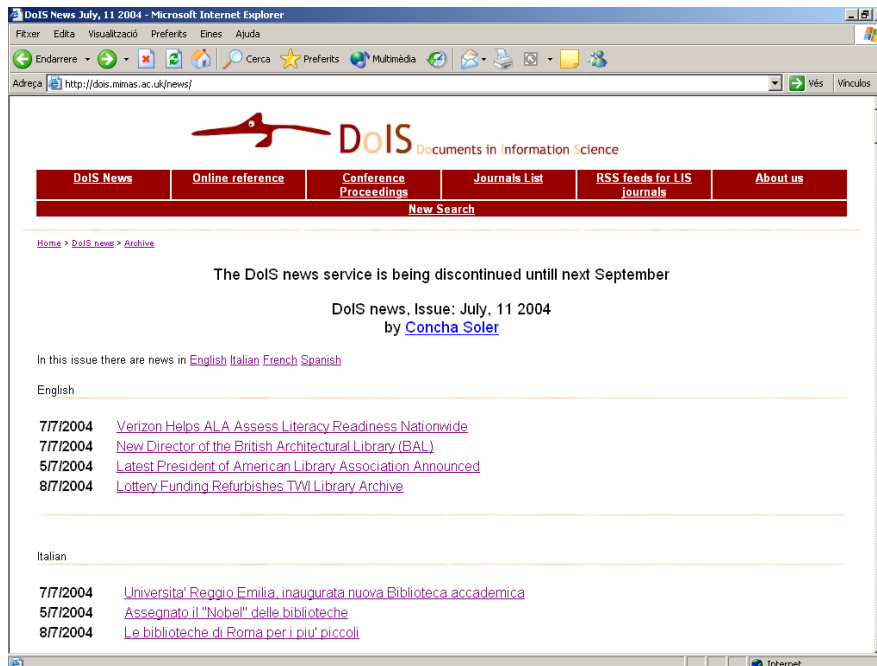 DoIS News July, 11 2004 - Microsoft Internet Explorer
Fitxer Edita Visualització Preferits Eines Ajuda
Endarrere Cerca Preferits Multimèdia
Adreça http://dois.mimas.ac.uk/news/ Vés Vínculos
DoIS Documents in Information Science
DoIS News Online reference Conference Journals List RSS feeds for LIS About us
Proceedings journals
New Search
Home > DoIS news > Archive
The DoIS news service is being discontinued untill next September
DoIS news, Issue: July, 11 2004
by Concha Soler
In this issue there are news in English Italian French Spanish
English
7/7/2004 Verizon Helps ALA Assess Literacy Readiness Nationwide
7/7/2004 New Director of the British Architectural Library (BAL)
5/7/2004 Latest President of American Library Association Announced
8/7/2004 Lottery Funding Refurbishes TWI Library Archive
Italian
7/7/2004 Universita' Reggio Emilia, inaugurata nuova Biblioteca accademica
5/7/2004 Assegnato il "Nobel" delle biblioteche
8/7/2004 Le biblioteche di Roma per i piu' piccoli
Internet